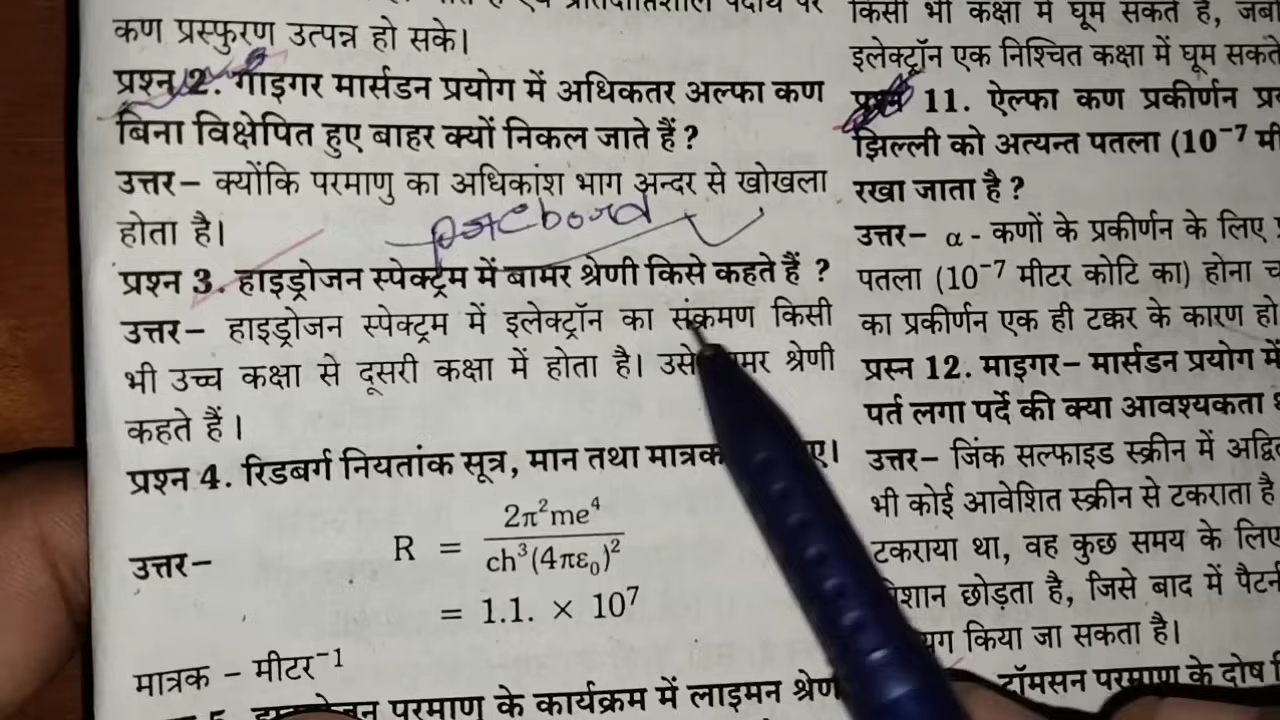 कण प्रस्फुरण उत्पन्न हो सके।
प्रश्न 2. गाइगर मार्सडन प्रयोग में अधिकतर अल्फा कण
बिना विक्षेपित हुए बाहर क्यों निकल जाते हैं ?
उत्तर– क्योंकि परमाणु का अधिकांश भाग अन्दर से खोखला
होता है।
प्रश्न 3. हाइड्रोजन स्पेक्ट्रम में बामर श्रेणी किसे कहते हैं ?
उत्तर– हाइड्रोजन स्पेक्ट्रम में इलेक्ट्रॉन का संक्रमण किसी
भी उच्च कक्षा से दूसरी कक्षा में होता है। उसे श्रेणी
कहते हैं।
प्रश्न 4. रिडबर्ग नियतांक सूत्र, मान तथा मात्रक
उत्तर– R = 2π²me⁴ / ch³(4πε₀)²
= 1.1. × 10⁷
मात्रक – मीटर⁻¹
परमाणु के कार्यक्रम में लाइमन
किसी भी कक्षा में घूम सकते हैं,
इलेक्ट्रॉन एक निश्चित कक्षा में घूम सकते
प्रश्न 11. ऐल्फा कण प्रकीर्णन
झिल्ली को अत्यन्त पतला (10⁻⁷
रखा जाता है ?
उत्तर– α - कणों के प्रकीर्णन के लिए
पतला (10⁻⁷ मीटर कोटि का) होना
का प्रकीर्णन एक ही टक्कर के कारण
प्रस्न 12. माइगर– मार्सडन प्रयोग में
पर्त लगा पर्दे की क्या आवश्यकता
उत्तर– जिंक सल्फाइड स्क्रीन में
भी कोई आवेशित स्क्रीन से टकराता है
टकराया था, वह कुछ समय के लिए
छोड़ता है, जिसे बाद में
किया जा सकता है।
टॉमसन परमाणु के दोष